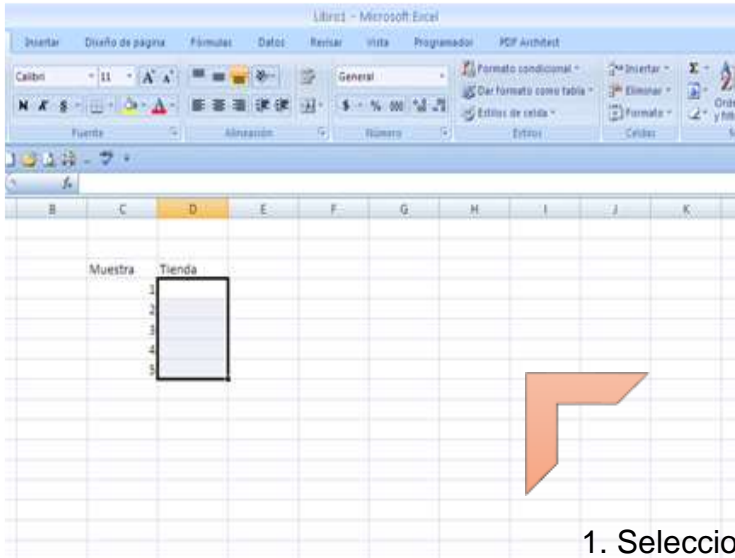 Libro1 - Microsoft Excel
Insertar Diseño de página Fórmulas Datos Revisar Vista Programador PDF Architect
Calibri 11 A A General Formato condicional Insertar Σ
Dar formato como tabla Eliminar
N K S A $ % 000 Estilos de celda Formato
Fuente Alineación Número Estilos Celdas
fx
B C D E F G H I J K
Muestra Tienda
1
2
3
4
5
1. Seleccio